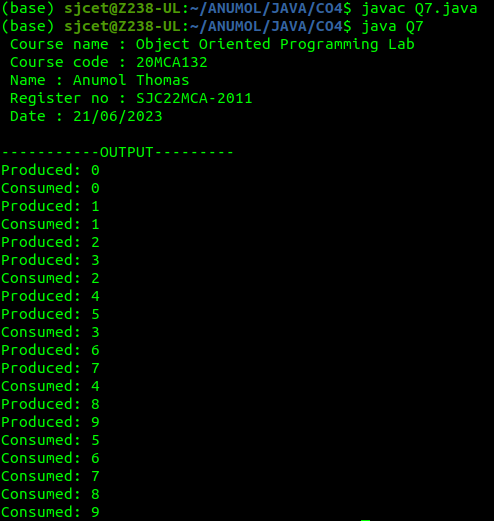 (base) sjcet@Z238-UL:~/ANUMOL/JAVA/CO4$ javac Q7.java
(base) sjcet@Z238-UL:~/ANUMOL/JAVA/CO4$ java Q7
Course name : Object Oriented Programming Lab
Course code : 20MCA132
Name : Anumol Thomas
Register no : SJC22MCA-2011
Date : 21/06/2023
-----------OUTPUT---------
Produced: 0
Consumed: 0
Produced: 1
Consumed: 1
Produced: 2
Produced: 3
Consumed: 2
Produced: 4
Produced: 5
Consumed: 3
Produced: 6
Produced: 7
Consumed: 4
Produced: 8
Produced: 9
Consumed: 5
Consumed: 6
Consumed: 7
Consumed: 8
Consumed: 9